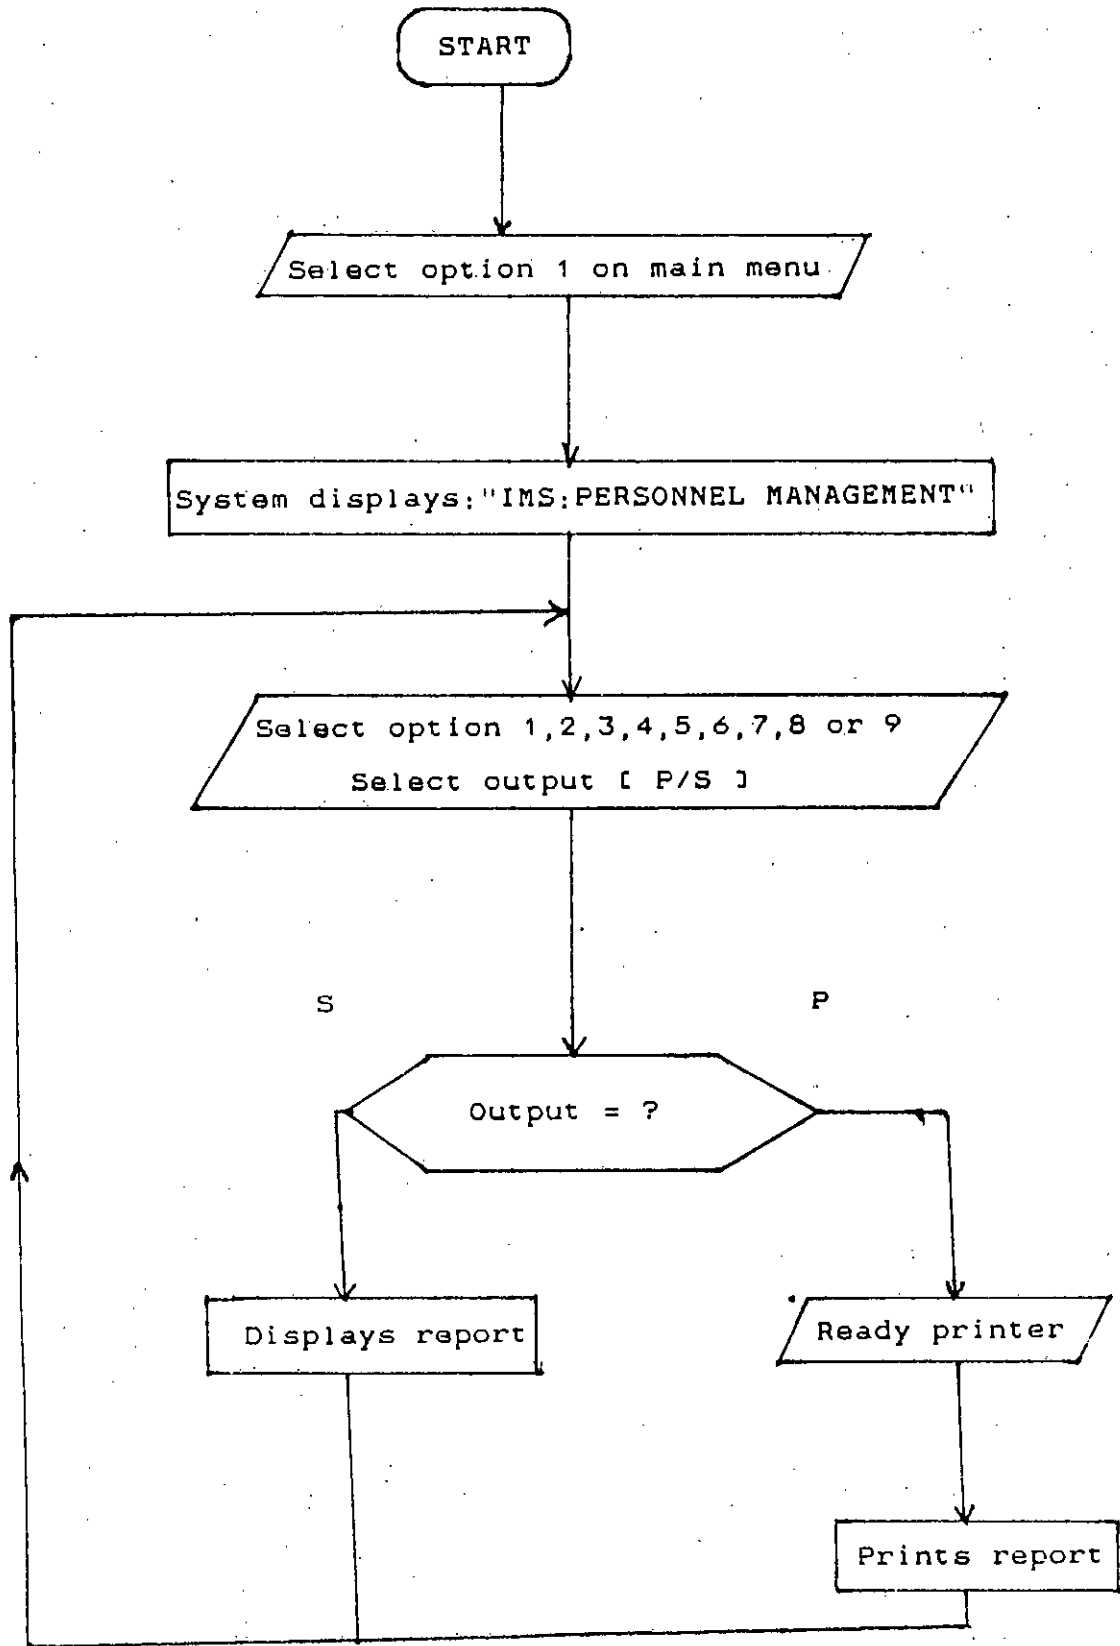 START
Select option 1 on main menu
System displays:"IMS:PERSONNEL MANAGEMENT"
Select option 1,2,3,4,5,6,7,8 or 9
Select output [ P/S ]
S
P
Output = ?
Displays report
Ready printer
Prints report